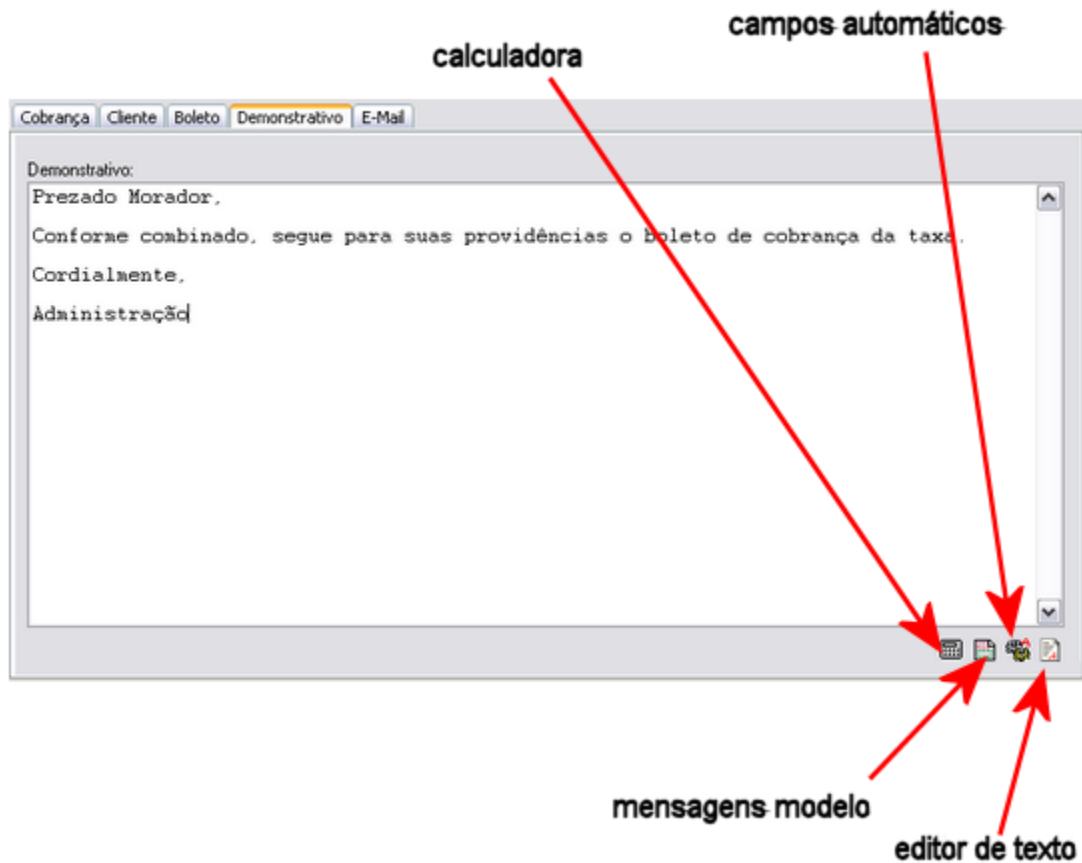 campos automáticos
calculadora
Cobrança Cliente Boleto Demonstrativo E-Mail
Demonstrativo:
Prezado Morador,
Conforme combinado, segue para suas providências o boleto de cobrança da taxa.
Cordialmente,
Administração
mensagens modelo
editor de texto